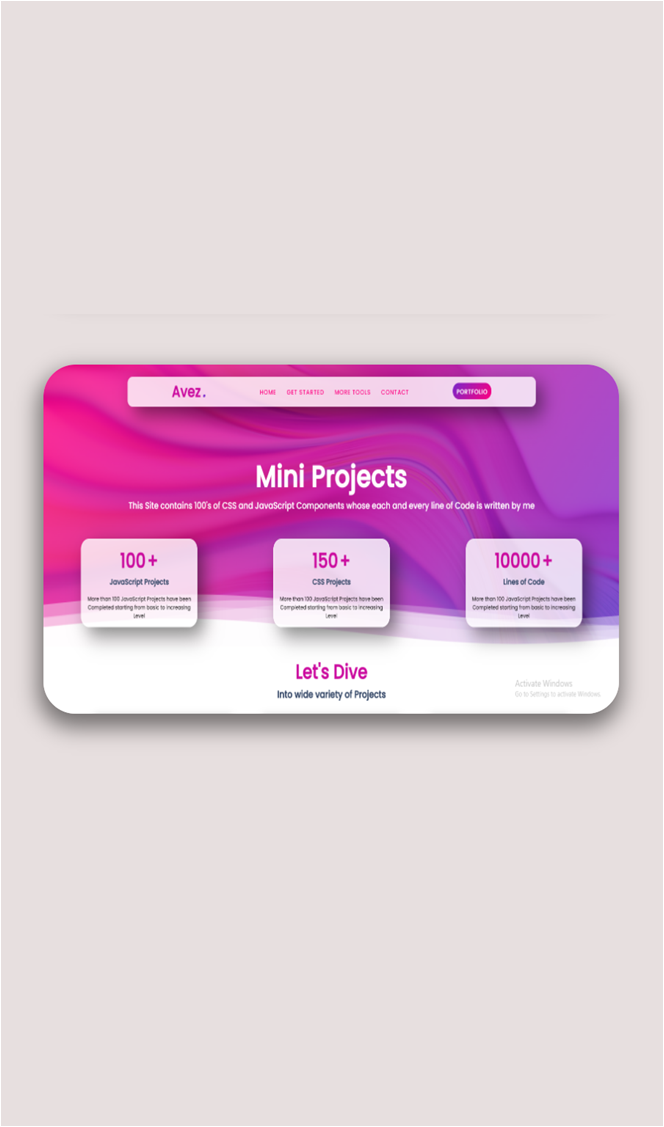 Avez.
HOME GET STARTED MORE TOOLS CONTACT
PORTFOLIO
Mini Projects
This Site contains 100's of CSS and JavaScript Components whose each and every line of Code is written by me
100+
JavaScript Projects
More than 100 JavaScript Projects have been
Completed starting from basic to increasing
Level
150+
CSS Projects
More than 100 JavaScript Projects have been
Completed starting from basic to increasing
Level
10000+
Lines of Code
More than 100 JavaScript Projects have been
Completed starting from basic to increasing
Level
Let's Dive
Into wide variety of Projects
Activate Windows
Go to Settings to activate Windows